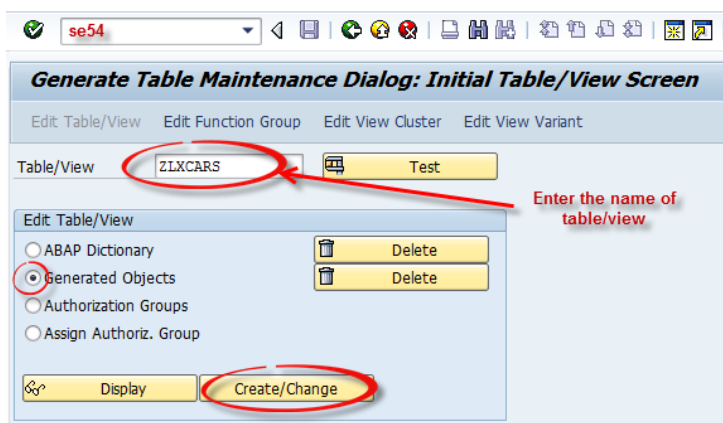 se54
Generate Table Maintenance Dialog: Initial Table/View Screen
Edit Table/View Edit Function Group Edit View Cluster Edit View Variant
Table/View ZLXCARS Test
Enter the name of
table/view
Edit Table/View
ABAP Dictionary Delete
Generated Objects Delete
Authorization Groups
Assign Authoriz. Group
Display Create/Change